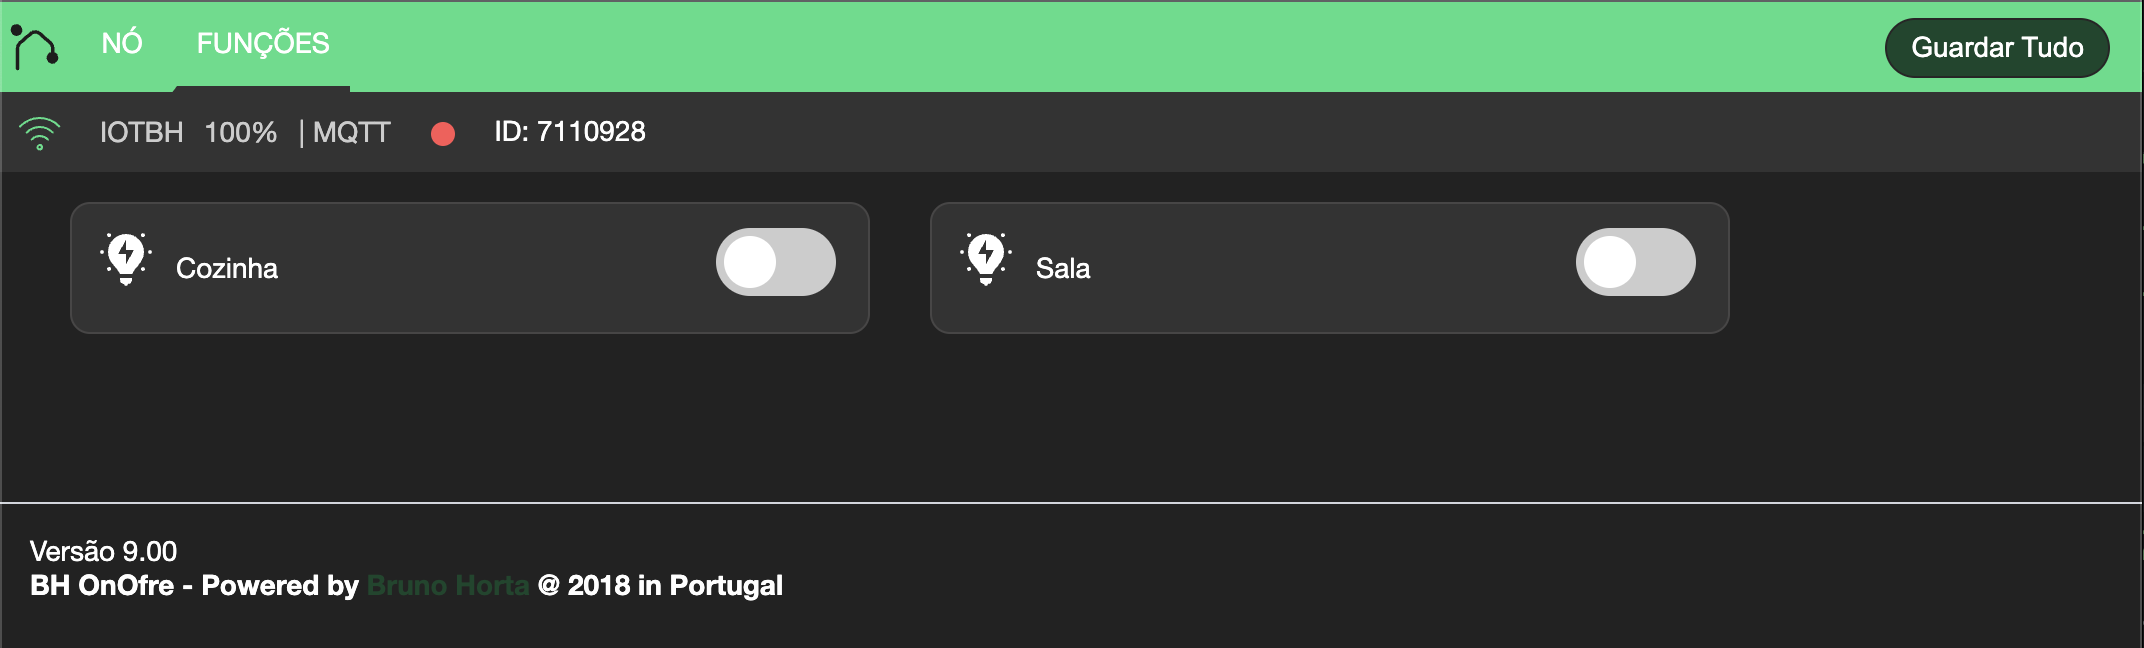 NÓ FUNÇÕES Guardar Tudo
IOTBH 100% | MQTT ID: 7110928
Cozinha Sala
Versão 9.00
BH OnOfre - Powered by Bruno Horta @ 2018 in Portugal